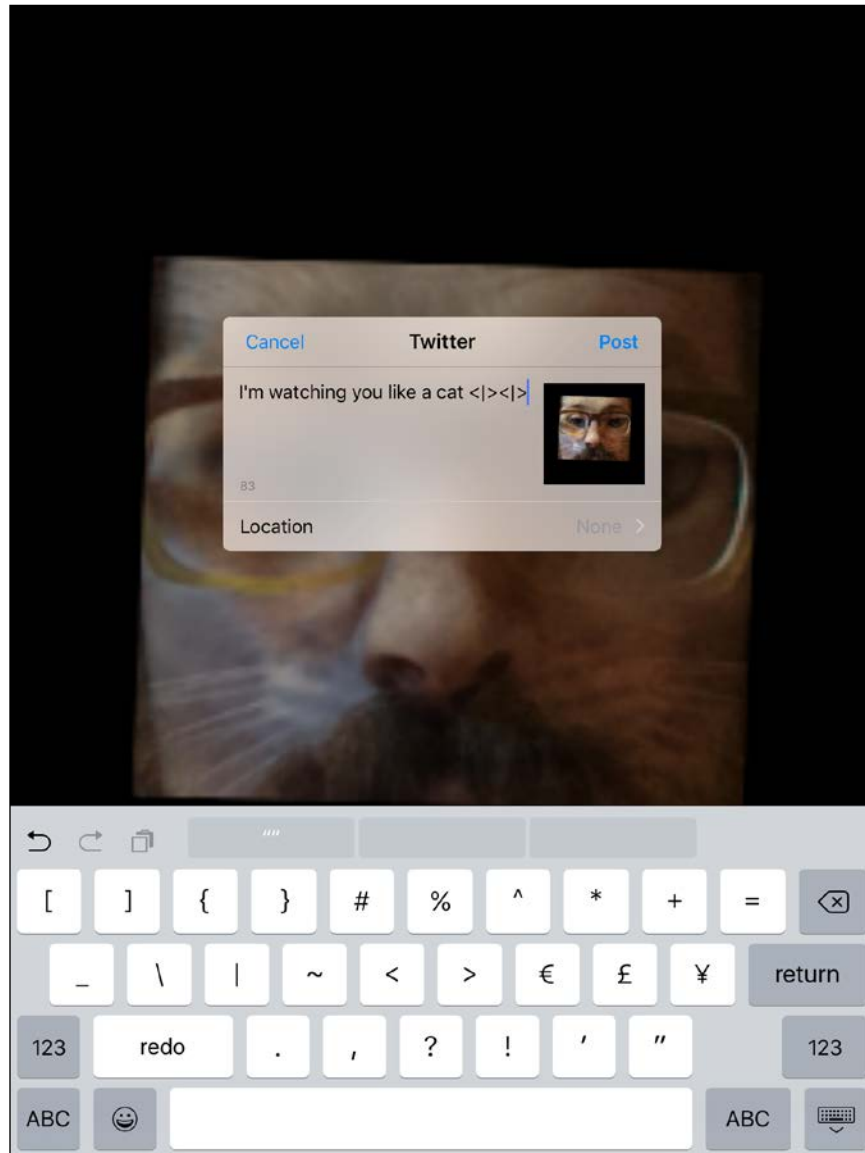 Cancel Twitter Post
I'm watching you like a cat <|><|>
83
Location None >
""
[ ] { } # % ^ * + =
_ \ | ~ < > € £ ¥ return
123 redo . , ? ! ' " 123
ABC ABC